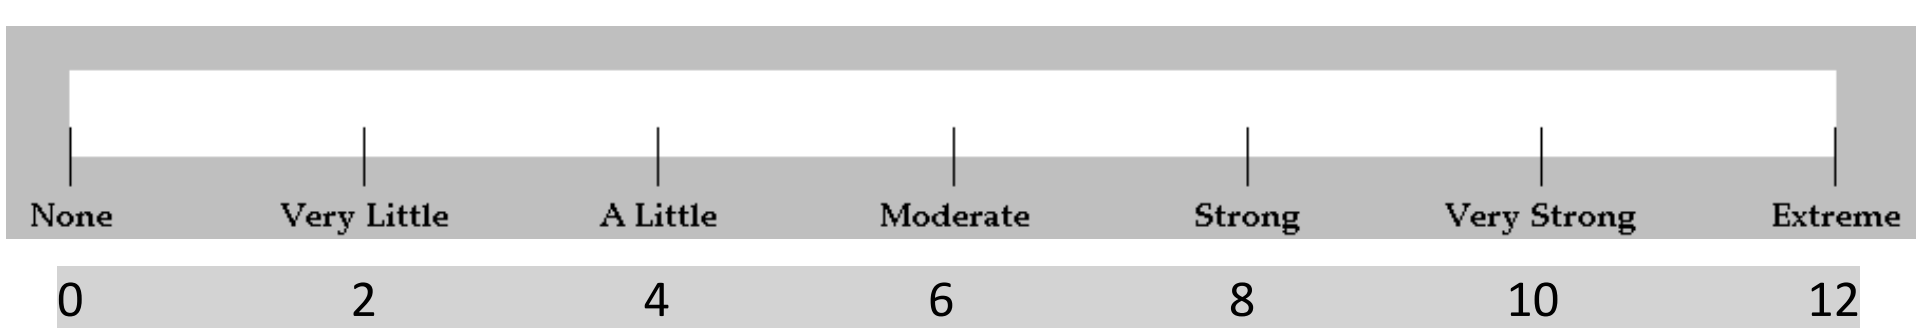 None Very Little A Little Moderate Strong Very Strong Extreme
0 2 4 6 8 10 12